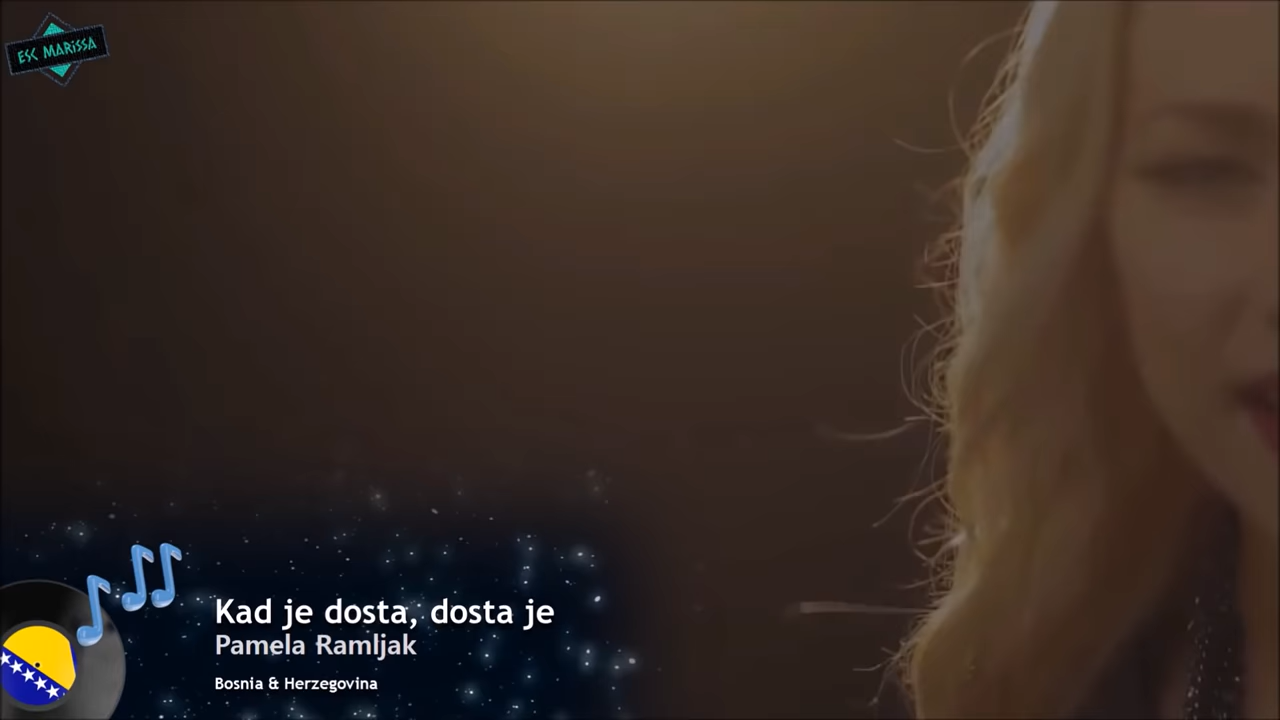 ESC MARiSSA
Kad je dosta, dosta je
Pamela Ramljak
Bosnia & Herzegovina